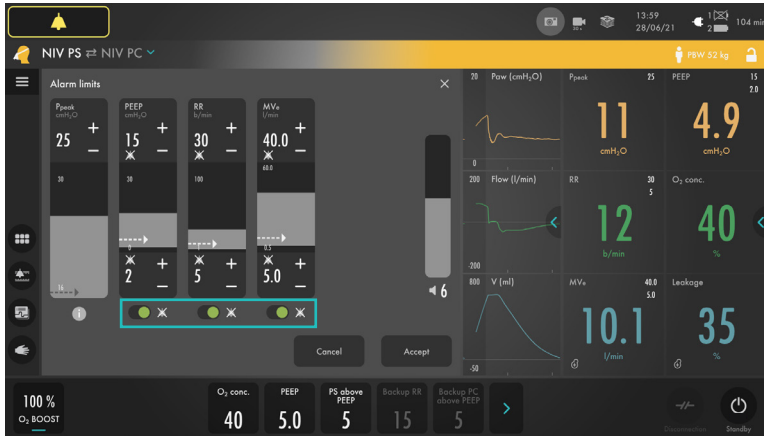 13:59
28/06/21
1
2
104 min
NIV PS ⇄ NIV PC
PBW 52 kg
Alarm limits
Ppeak
cmH₂O
25
30
16
PEEP
cmH₂O
15
30
0
2
RR
b/min
30
100
1
5
MVe
l/min
40.0
60.0
0.5
5.0
6
Cancel
Accept
20 Paw (cmH₂O)
0
200 Flow (l/min)
-200
800 V (ml)
-50
Ppeak 25
11
cmH₂O
PEEP 15
2.0
4.9
cmH₂O
RR 30
5
12
b/min
O₂ conc.
40
%
MVe 40.0
5.0
10.1
l/min
Leakage
35
%
100 %
O₂ BOOST
O₂ conc.
40
PEEP
5.0
PS above
PEEP
5
Backup RR
15
Backup PC
above PEEP
5
Disconnection
Standby